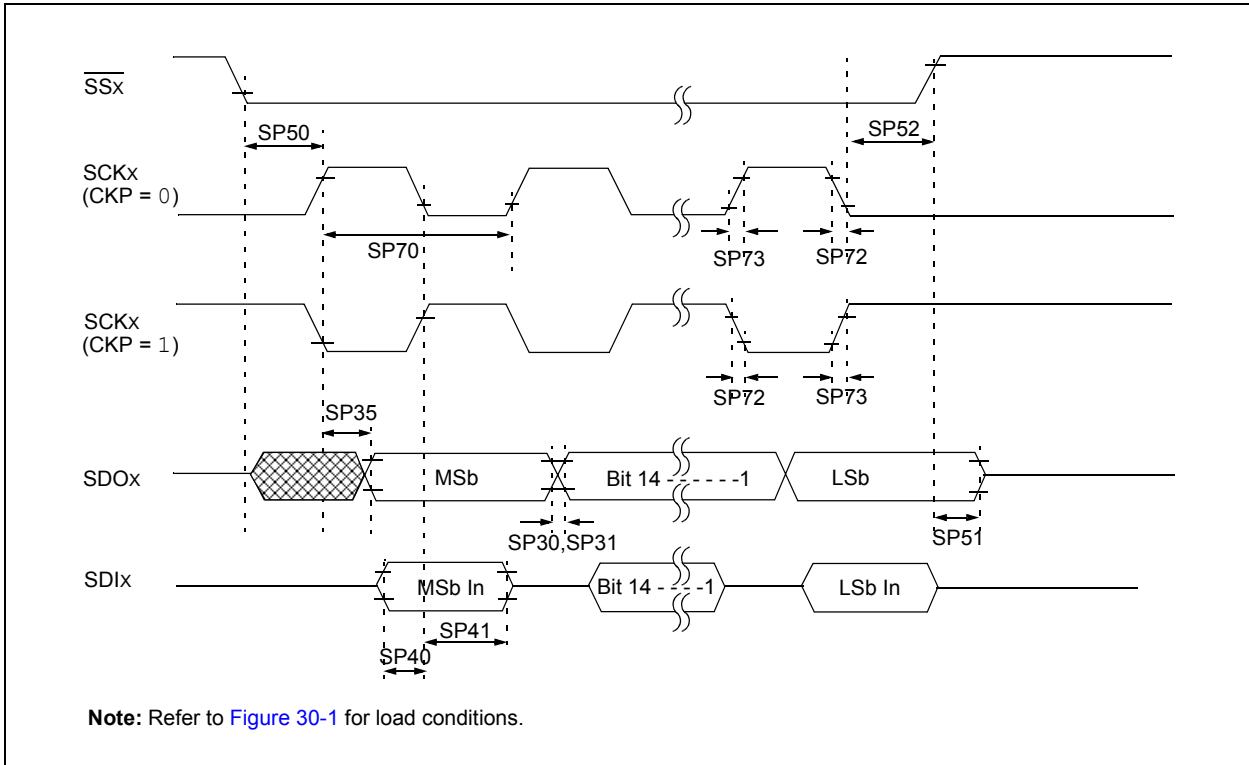 SSx
SP50
SP52
SCKx
(CKP = 0)
SP70
SP73
SP72
SCKx
(CKP = 1)
SP72
SP73
SP35
SDOx
MSb
Bit 14 - - - - - - -1
LSb
SP30,SP31
SP51
SDIx
MSb In
Bit 14 - - - -1
LSb In
SP41
SP40
Note: Refer to Figure 30-1 for load conditions.